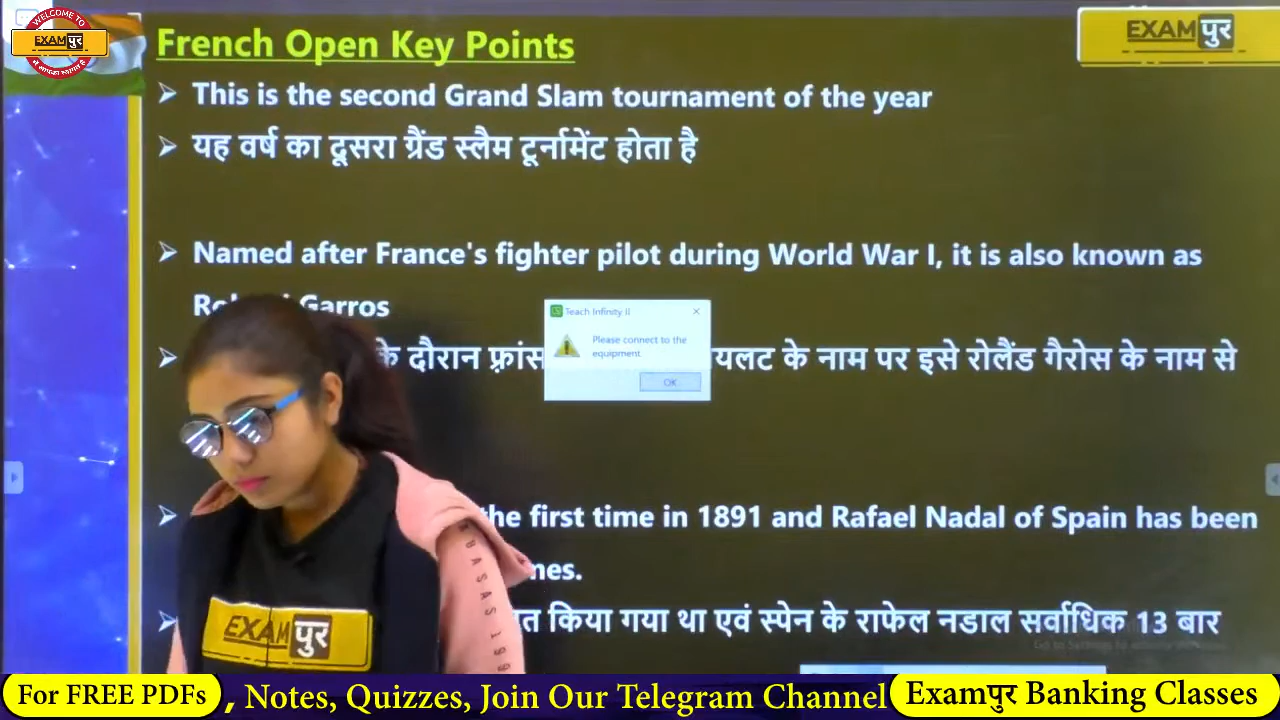 WELCOME TO
EXAMपुर
EXAMपुर
French Open Key Points
This is the second Grand Slam tournament of the year
यह वर्ष का दूसरा ग्रैंड स्लैम टूर्नामेंट होता है
Named after France's fighter pilot during World War I, it is also known as
Garros
के दौरान फ़्रांस यलट के नाम पर इसे रोलैंड गैरोस के नाम से
Teach Infinity II
Please connect to the
equipment.
OK
the first time in 1891 and Rafael Nadal of Spain has been
किया गया था एवं स्पेन के राफेल नडाल सर्वाधिक 13 बार
EXAMपुर
For FREE PDFs , Notes, Quizzes, Join Our Telegram Channel Examपुर Banking Classes